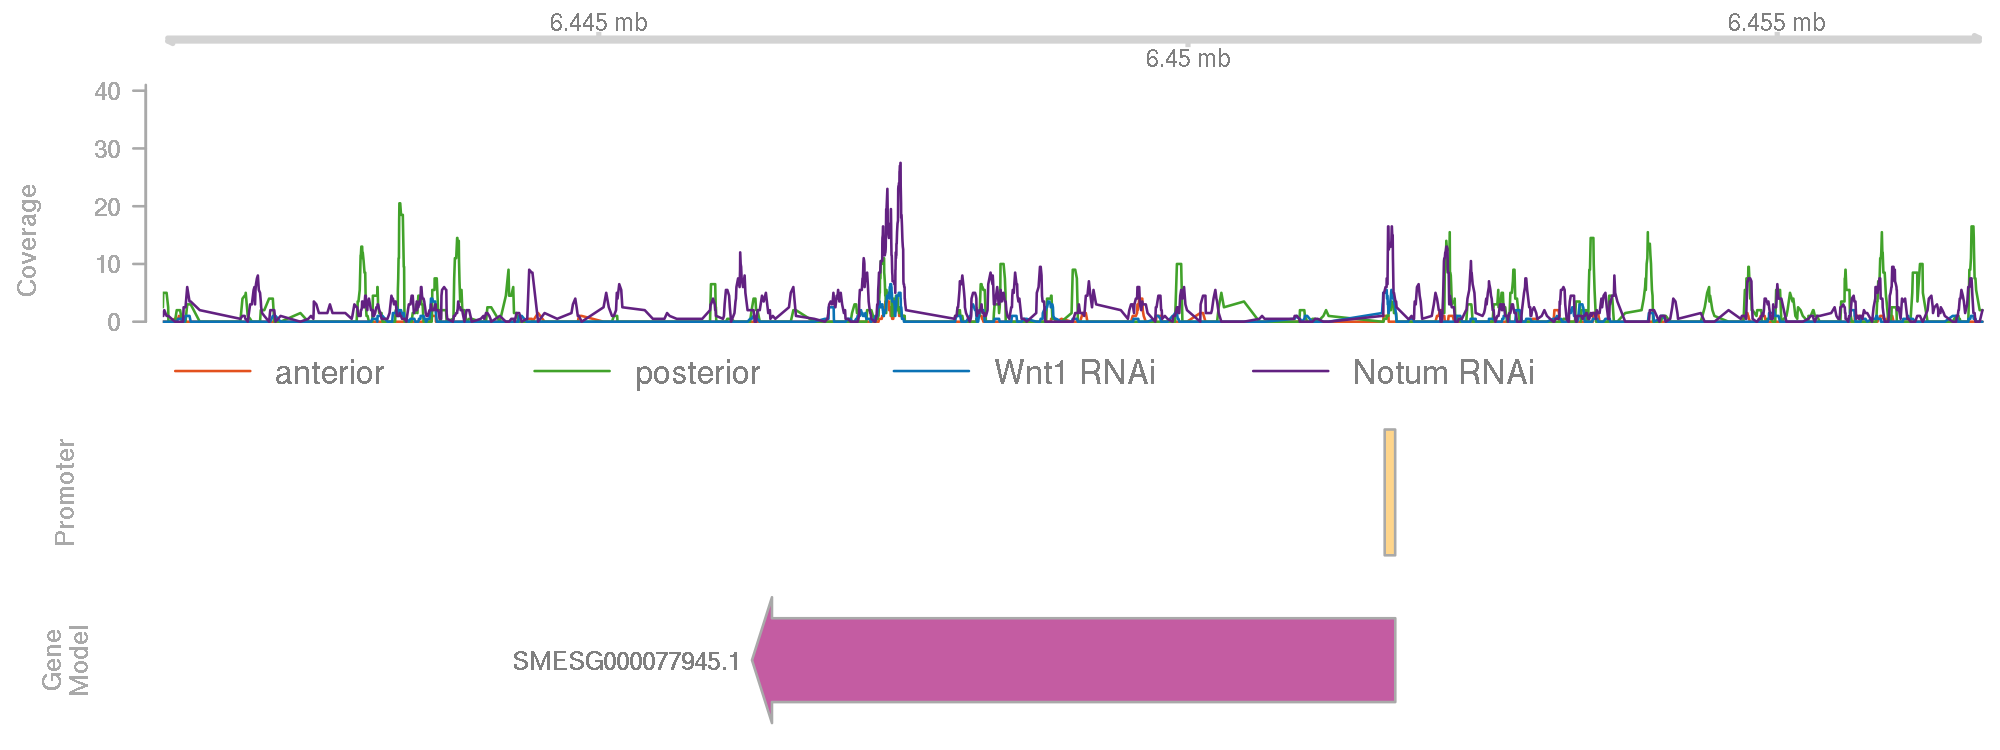 6.445 mb
6.455 mb
6.45 mb
40
30
20
10
0
Coverage
anterior
posterior
Wnt1 RNAi
Notum RNAi
Promoter
Gene
Model
SMESG000077945.1